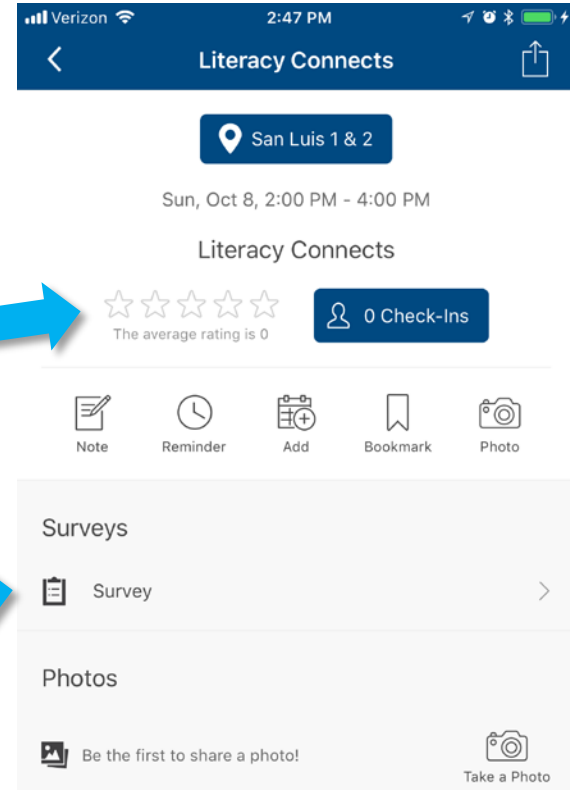 Verizon 2:47 PM
Literacy Connects
San Luis 1 & 2
Sun, Oct 8, 2:00 PM - 4:00 PM
Literacy Connects
The average rating is 0
0 Check-Ins
Note Reminder Add Bookmark Photo
Surveys
Survey
Photos
Be the first to share a photo!
Take a Photo